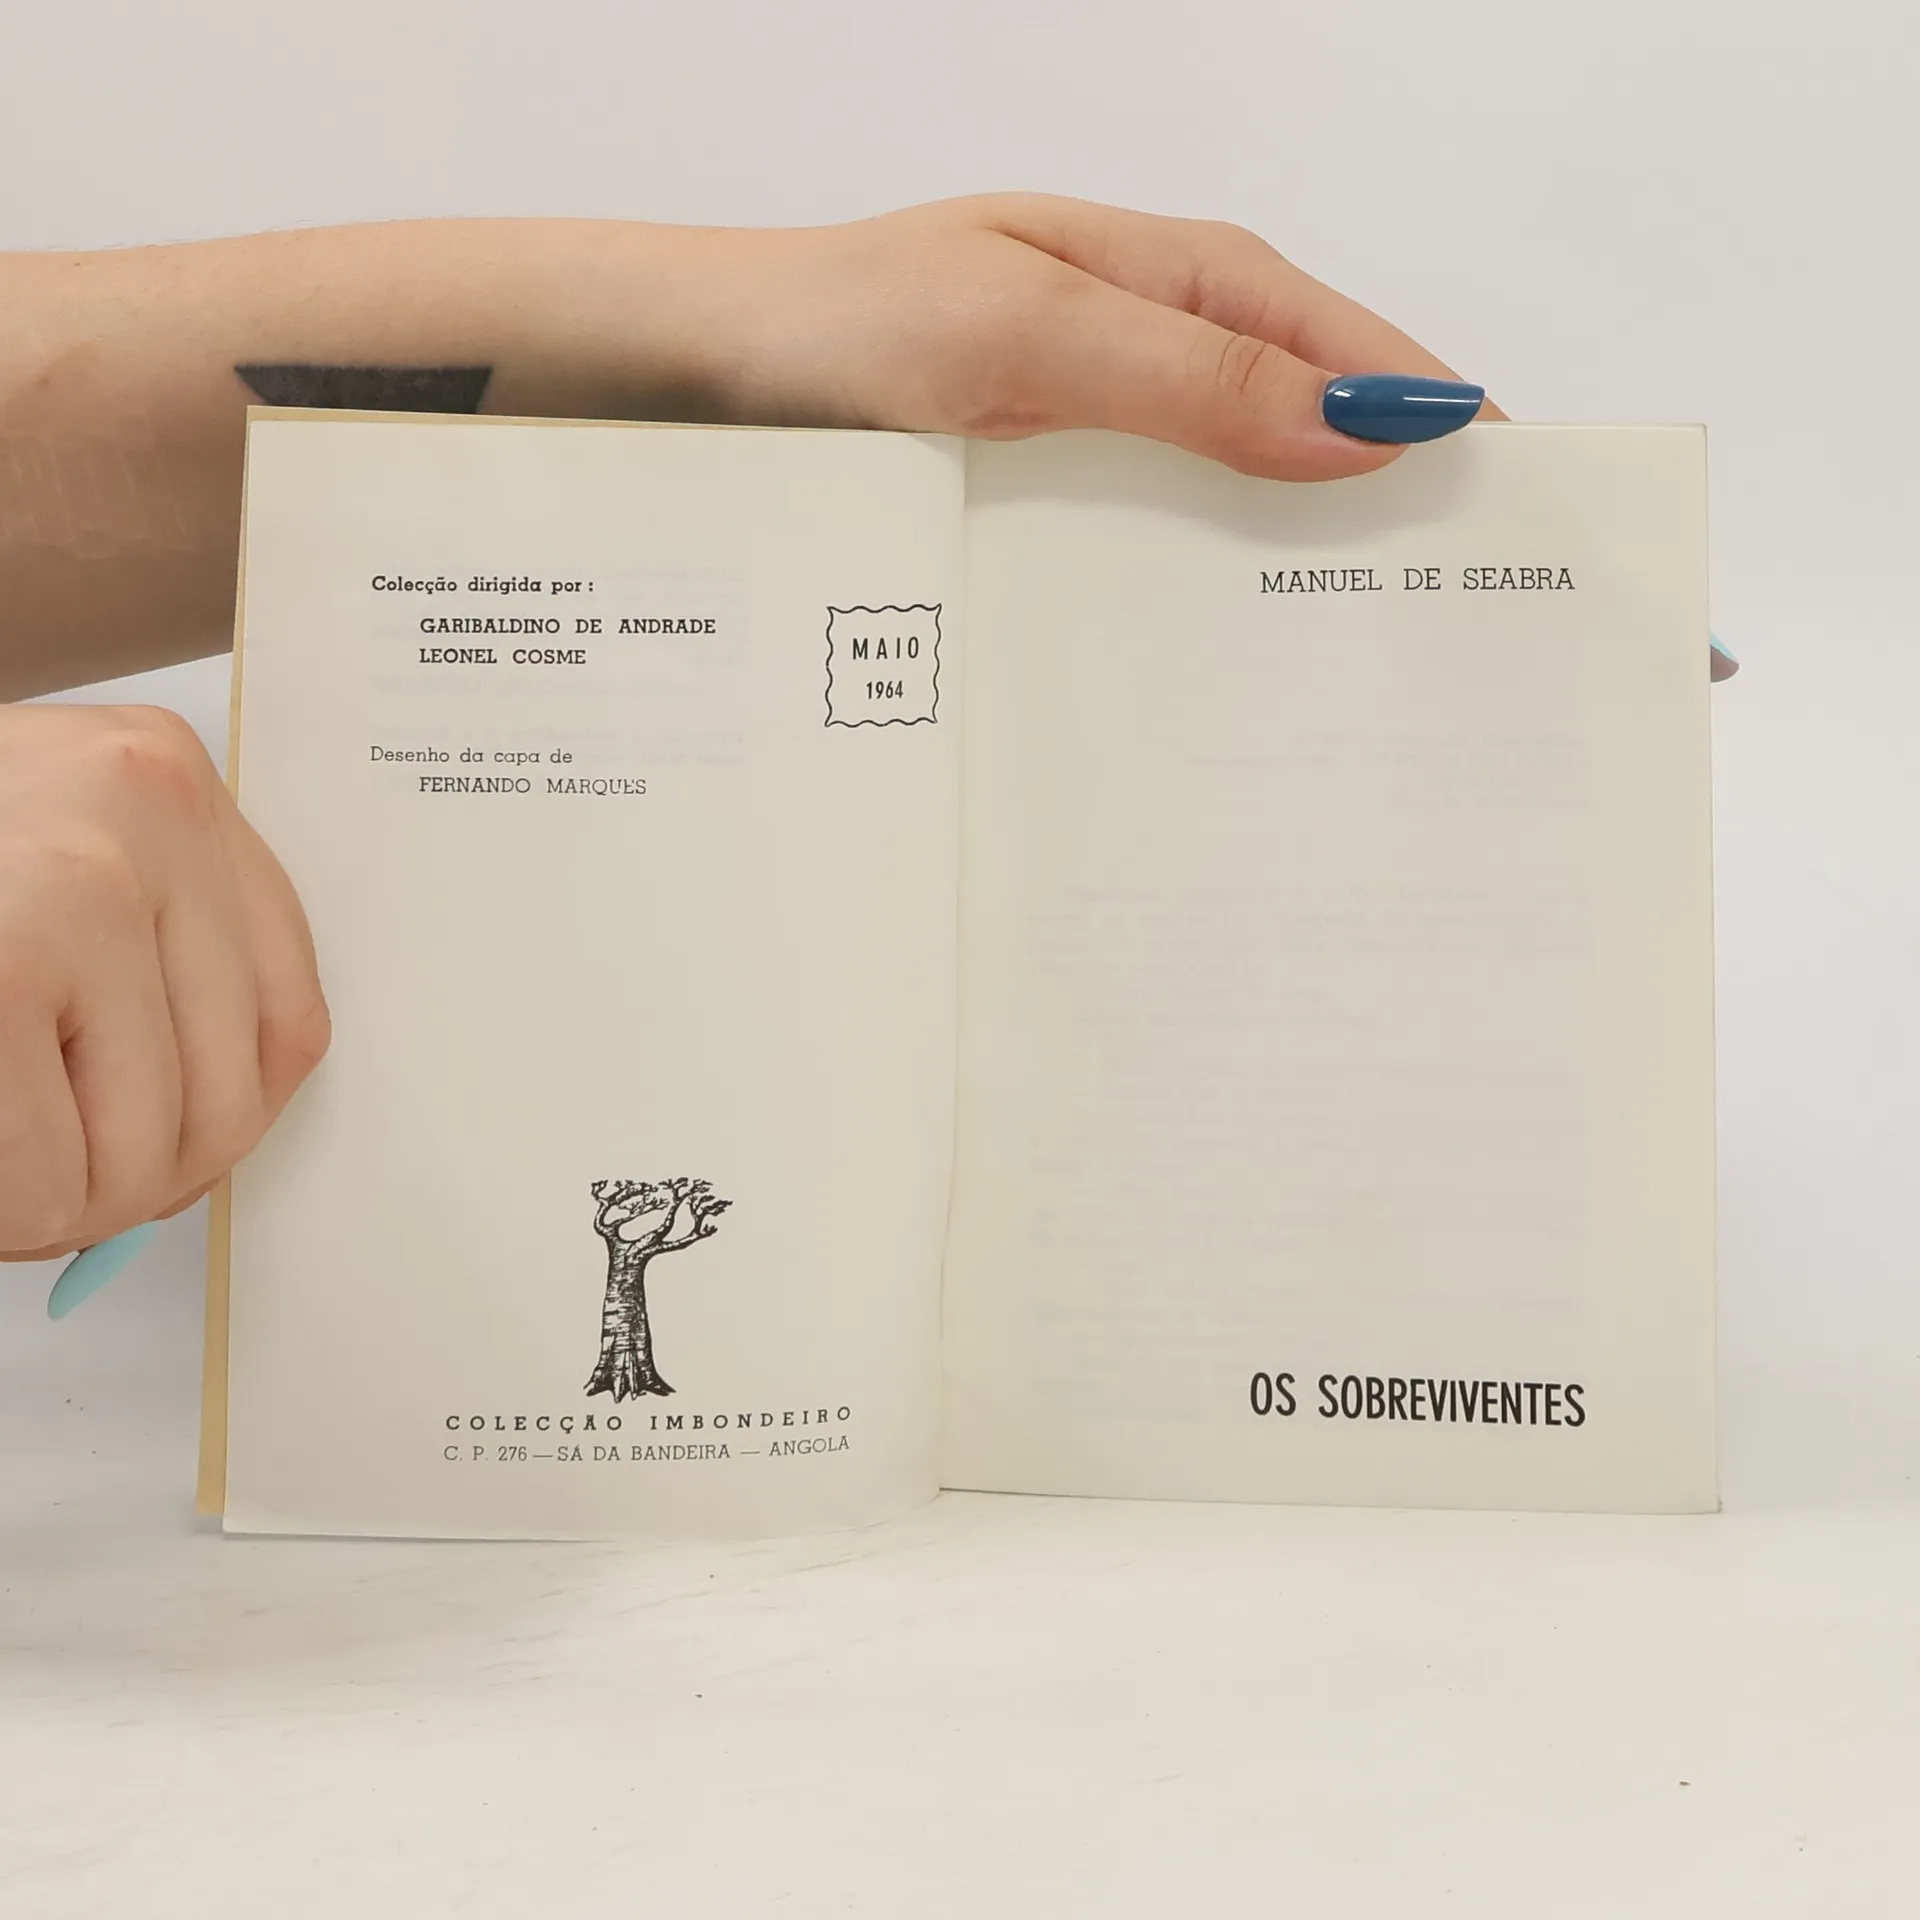 Colecção dirigida por :
GARIBALDINO DE ANDRADE
LEONEL COSME
MAIO
1964
Desenho da capa de
FERNANDO MARQUES
COLECÇÃO IMBONDEIRO
C. P. 276 — SÁ DA BANDEIRA — ANGOLA
MANUEL DE SEABRA
OS SOBREVIVENTES